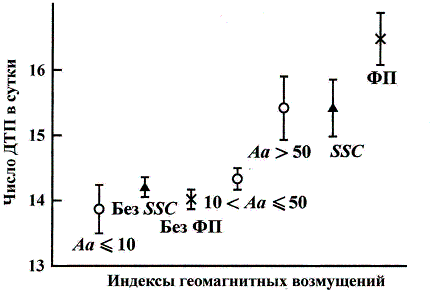 Число ДТП в сутки
16
15
14
13
ФП
Aa > 50
SSC
Без SSC
10 < Aa ⩽ 50
Без ФП
Aa ⩽ 10
Индексы геомагнитных возмущений